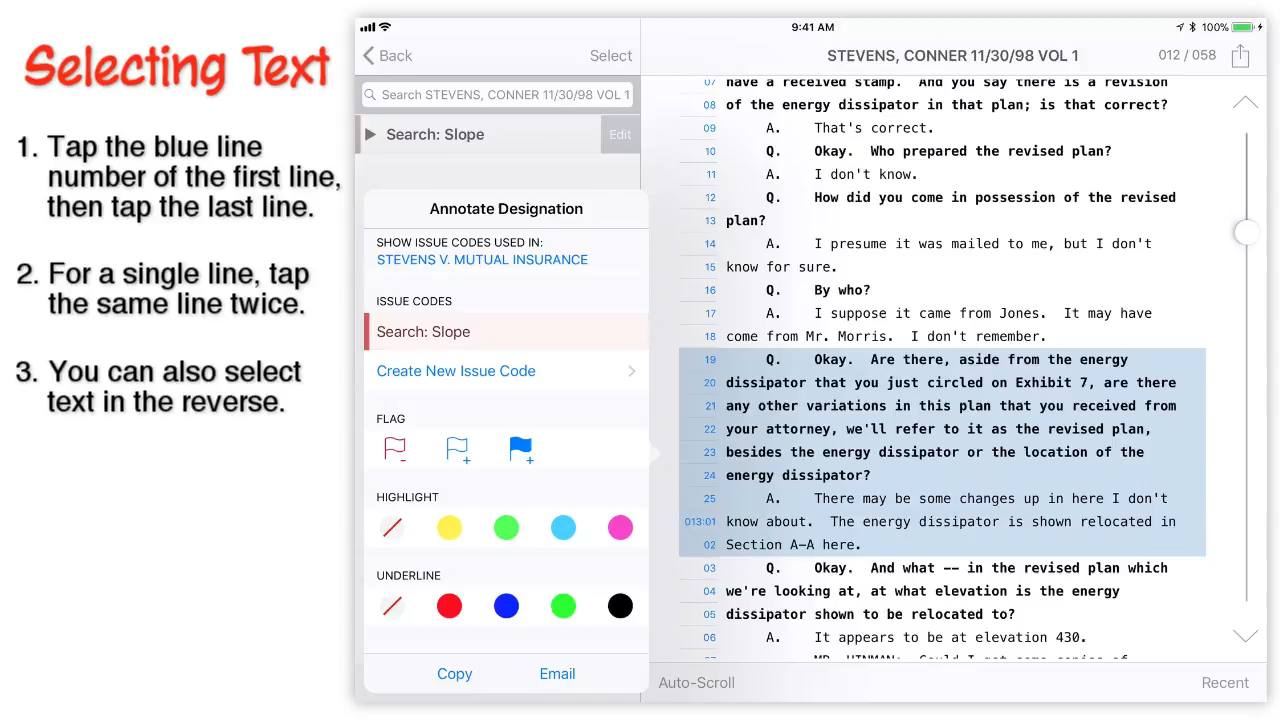 Selecting Text
1. Tap the blue line
number of the first line,
then tap the last line.
2. For a single line, tap
the same line twice.
3. You can also select
text in the reverse.
9:41 AM
100%
Back
Select
Search STEVENS, CONNER 11/30/98 VOL 1
Search: Slope
Edit
Annotate Designation
SHOW ISSUE CODES USED IN:
STEVENS V. MUTUAL INSURANCE
ISSUE CODES
Search: Slope
Create New Issue Code
FLAG
HIGHLIGHT
UNDERLINE
Copy
Email
STEVENS, CONNER 11/30/98 VOL 1
012 / 058
07 have a received stamp. And you say there is a revision
08 of the energy dissipator in that plan; is that correct?
09 A. That's correct.
10 Q. Okay. Who prepared the revised plan?
11 A. I don't know.
12 Q. How did you come in possession of the revised
13 plan?
14 A. I presume it was mailed to me, but I don't
15 know for sure.
16 Q. By who?
17 A. I suppose it came from Jones. It may have
18 come from Mr. Morris. I don't remember.
19 Q. Okay. Are there, aside from the energy
20 dissipator that you just circled on Exhibit 7, are there
21 any other variations in this plan that you received from
22 your attorney, we'll refer to it as the revised plan,
23 besides the energy dissipator or the location of the
24 energy dissipator?
25 A. There may be some changes up in here I don't
013:01 know about. The energy dissipator is shown relocated in
02 Section A-A here.
03 Q. Okay. And what -- in the revised plan which
04 we're looking at, at what elevation is the energy
05 dissipator shown to be relocated to?
06 A. It appears to be at elevation 430.
Auto-Scroll
Recent